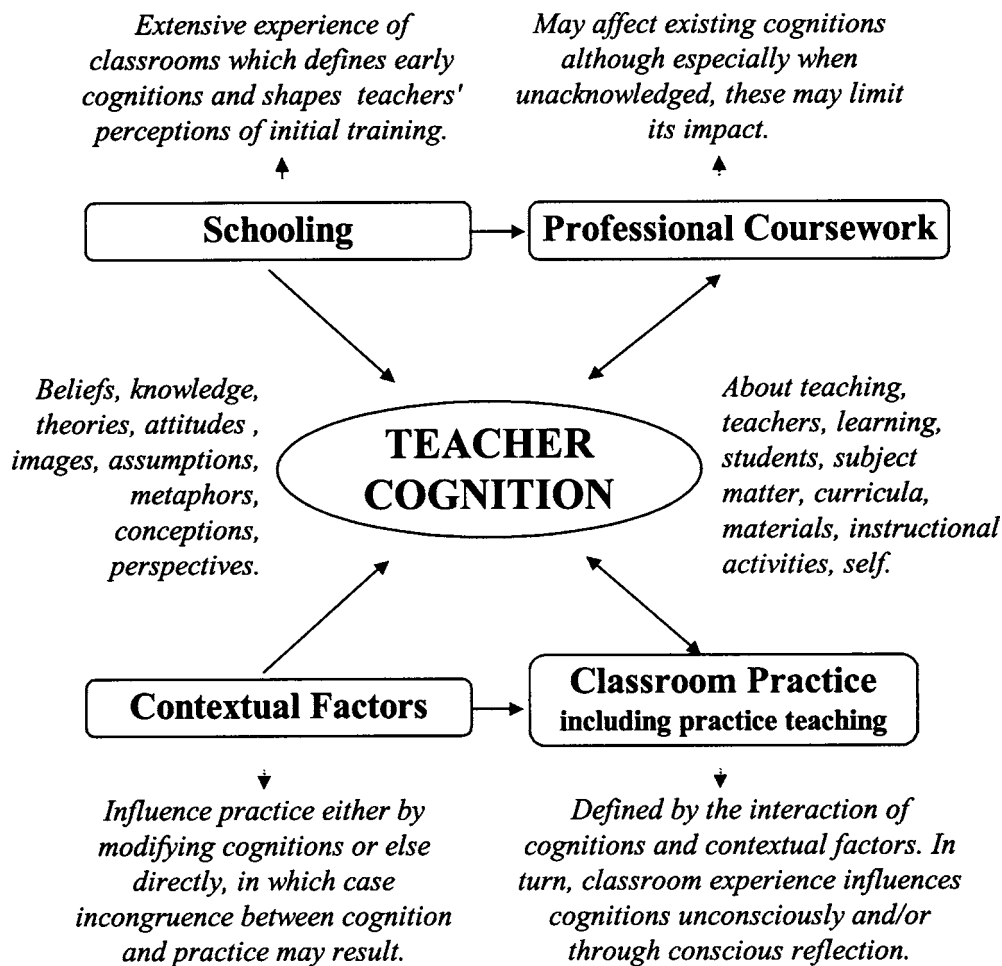 Extensive experience of
classrooms which defines early
cognitions and shapes teachers'
perceptions of initial training.
May affect existing cognitions
although especially when
unacknowledged, these may limit
its impact.
Schooling
Professional Coursework
Beliefs, knowledge,
theories, attitudes ,
images, assumptions,
metaphors,
conceptions,
perspectives.
TEACHER
COGNITION
About teaching,
teachers, learning,
students, subject
matter, curricula,
materials, instructional
activities, self.
Contextual Factors
Classroom Practice
including practice teaching
Influence practice either by
modifying cognitions or else
directly, in which case
incongruence between cognition
and practice may result.
Defined by the interaction of
cognitions and contextual factors. In
turn, classroom experience influences
cognitions unconsciously and/or
through conscious reflection.